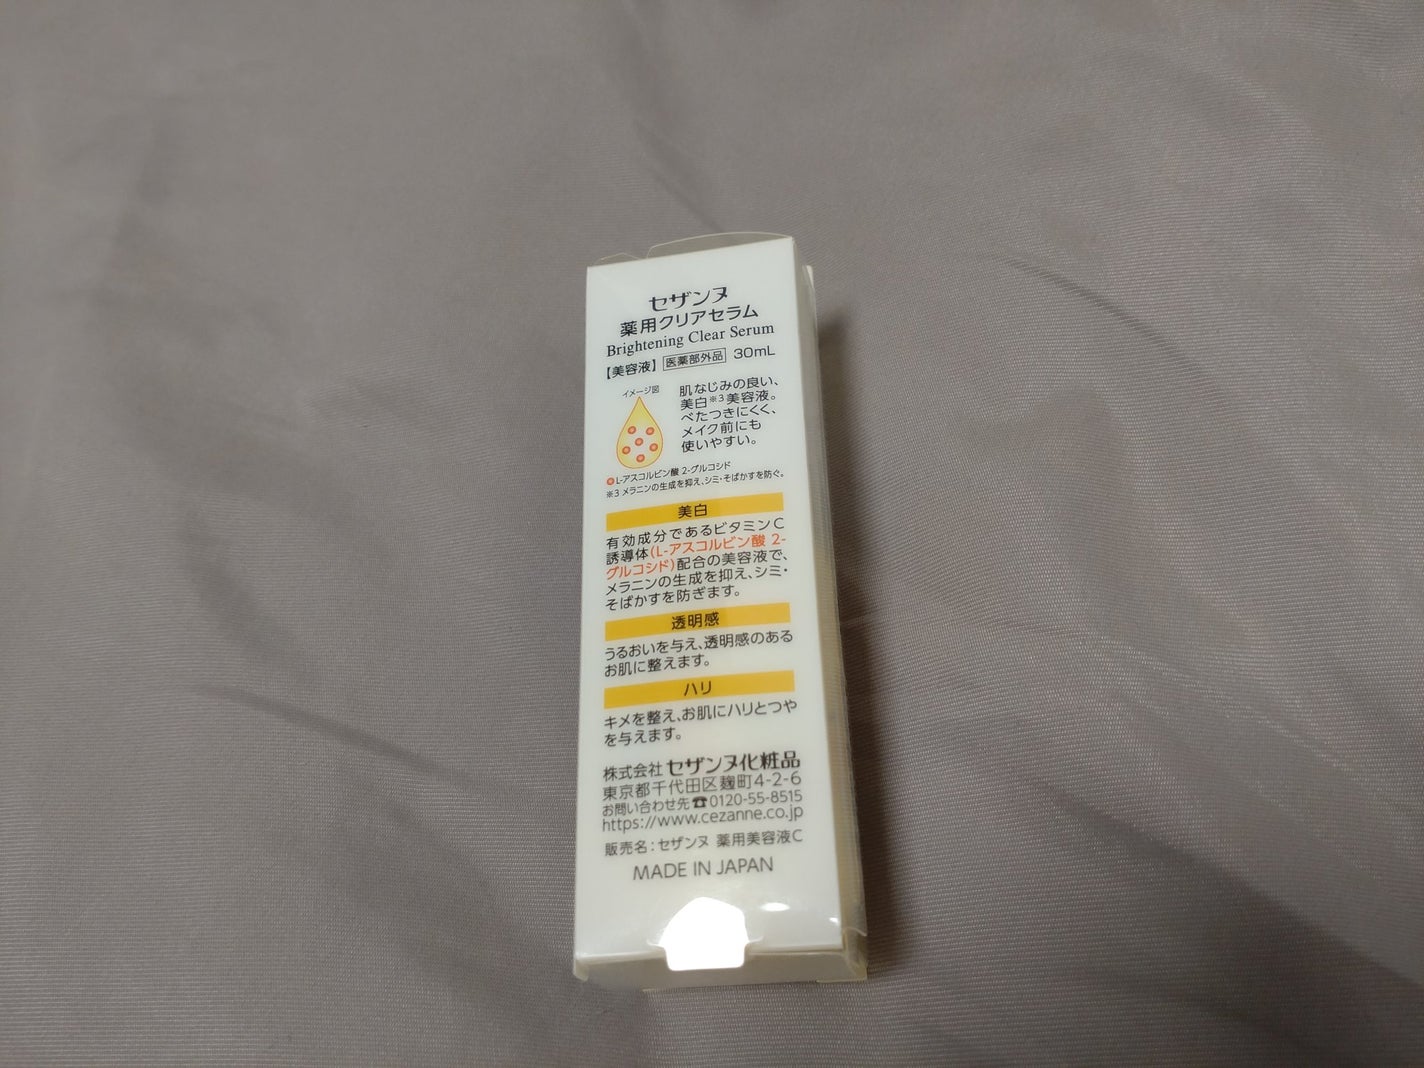 セザンヌ
薬用クリアセラム
Brightening Clear Serum
【美容液】 医薬部外品 30mL
イメージ図
肌なじみの良い、
美白※3美容液。
べたつきにくく、
メイク前にも
使いやすい。
L-アスコルビン酸 2-グルコシド
※3 メラニンの生成を抑え、シミ・そばかすを防ぐ。
美白
有効成分であるビタミンC
誘導体(L-アスコルビン酸 2-
グルコシド)配合の美容液で、
メラニンの生成を抑え、シミ・
そばかすを防ぎます。
透明感
うるおいを与え、透明感のある
お肌に整えます。
ハリ
キメを整え、お肌にハリとつや
を与えます。
株式会社 セザンヌ化粧品
東京都千代田区麹町4-2-6
お問い合わせ先☎0120-55-8515
https://www.cezanne.co.jp
販売名:セザンヌ 薬用美容液C
MADE IN JAPAN